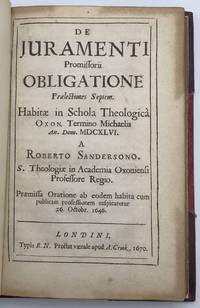 DE
JURAMENTI
Promissorii
OBLIGATIONE
Prælectiones Septem.
Habitæ in Schola Theologicâ
OXON. Termino Michaelis
An. Dom. MDCXLVI.
A
ROBERTO SANDERSONO.
S. Theologiæ in Academia Oxoniensi
Professore Regio.
Præmissa Oratione ab eodem habita cum
publicam professionem auspicaretur
26. Octobr. 1646.
LONDINI,
Typis R. N. Prostat venale apud A. Crook, 1670.